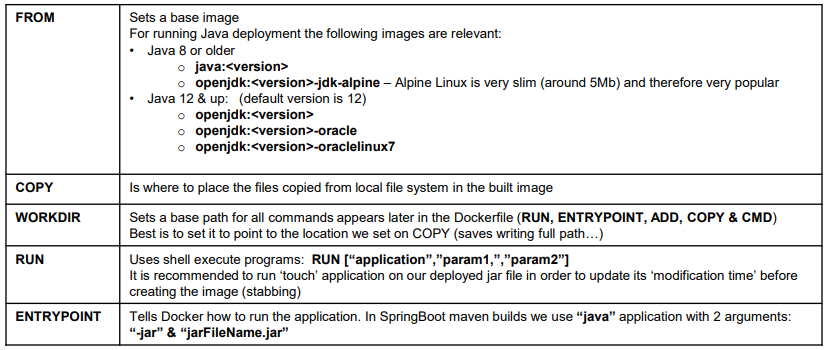 FROM
Sets a base image
For running Java deployment the following images are relevant:
• Java 8 or older
o java:<version>
o openjdk:<version>-jdk-alpine – Alpine Linux is very slim (around 5Mb) and therefore very popular
• Java 12 & up: (default version is 12)
o openjdk:<version>
o openjdk:<version>-oracle
o openjdk:<version>-oraclelinux7
COPY
Is where to place the files copied from local file system in the built image
WORKDIR
Sets a base path for all commands appears later in the Dockerfile (RUN, ENTRYPOINT, ADD, COPY & CMD)
Best is to set it to point to the location we set on COPY (saves writing full path…)
RUN
Uses shell execute programs: RUN [“application”,”param1,”,”param2”]
It is recommended to run ‘touch’ application on our deployed jar file in order to update its ‘modification time’ before
creating the image (stabbing)
ENTRYPOINT
Tells Docker how to run the application. In SpringBoot maven builds we use “java” application with 2 arguments:
“-jar” & “jarFileName.jar”